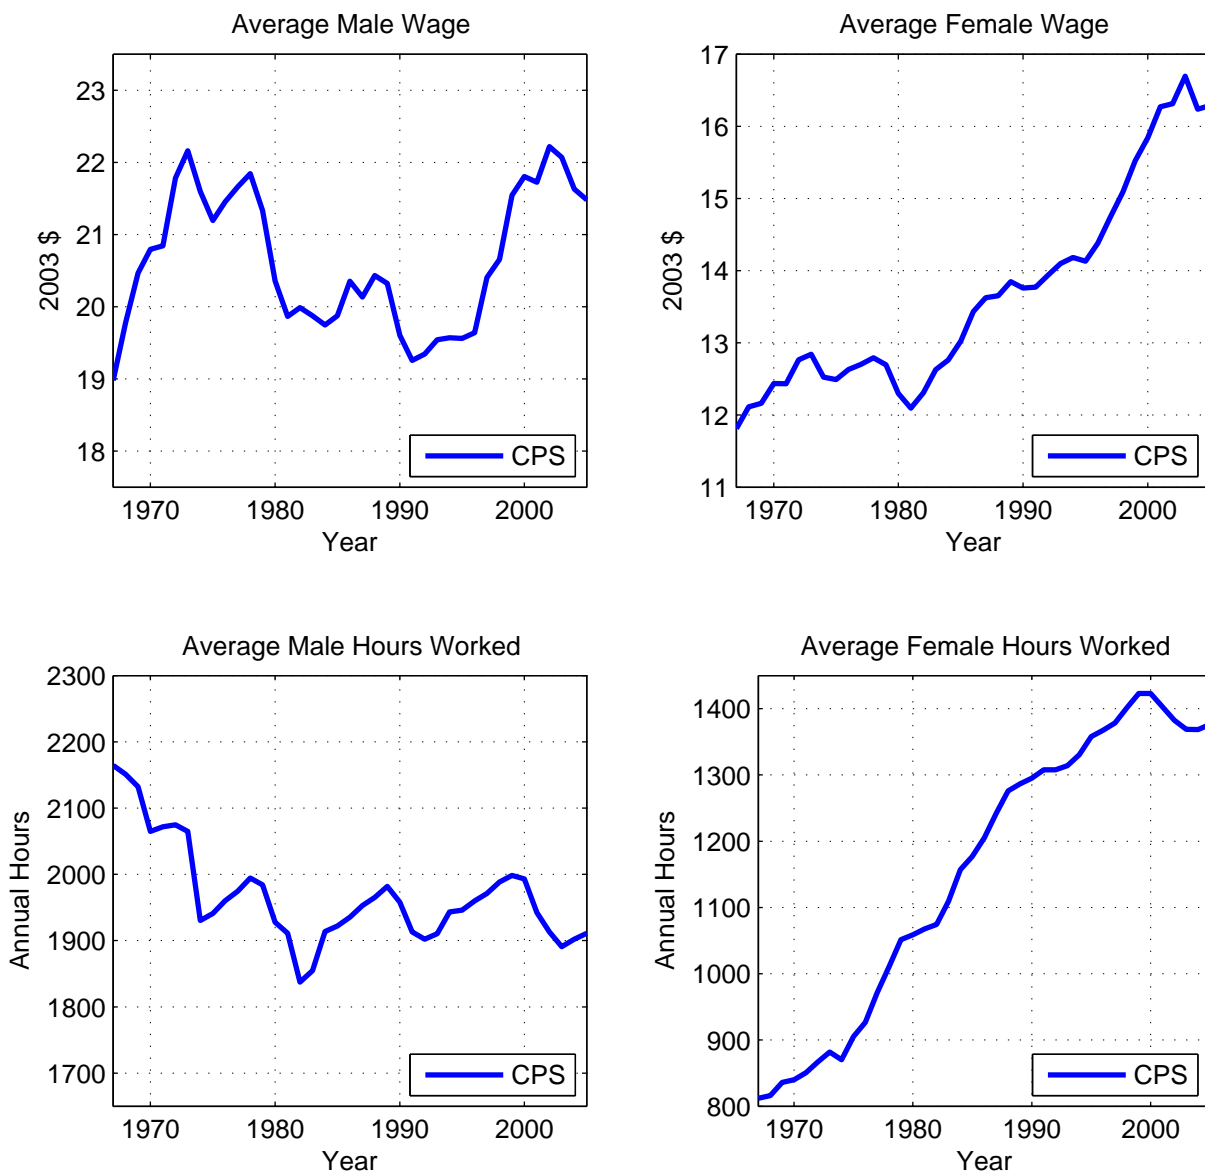 Average Male Wage
23
22
21
20
19
18
2003 $
CPS
1970 1980 1990 2000
Year
Average Female Wage
17
16
15
14
13
12
11
2003 $
CPS
1970 1980 1990 2000
Year
Average Male Hours Worked
2300
2200
2100
2000
1900
1800
1700
Annual Hours
CPS
1970 1980 1990 2000
Year
Average Female Hours Worked
1400
1300
1200
1100
1000
900
800
Annual Hours
CPS
1970 1980 1990 2000
Year